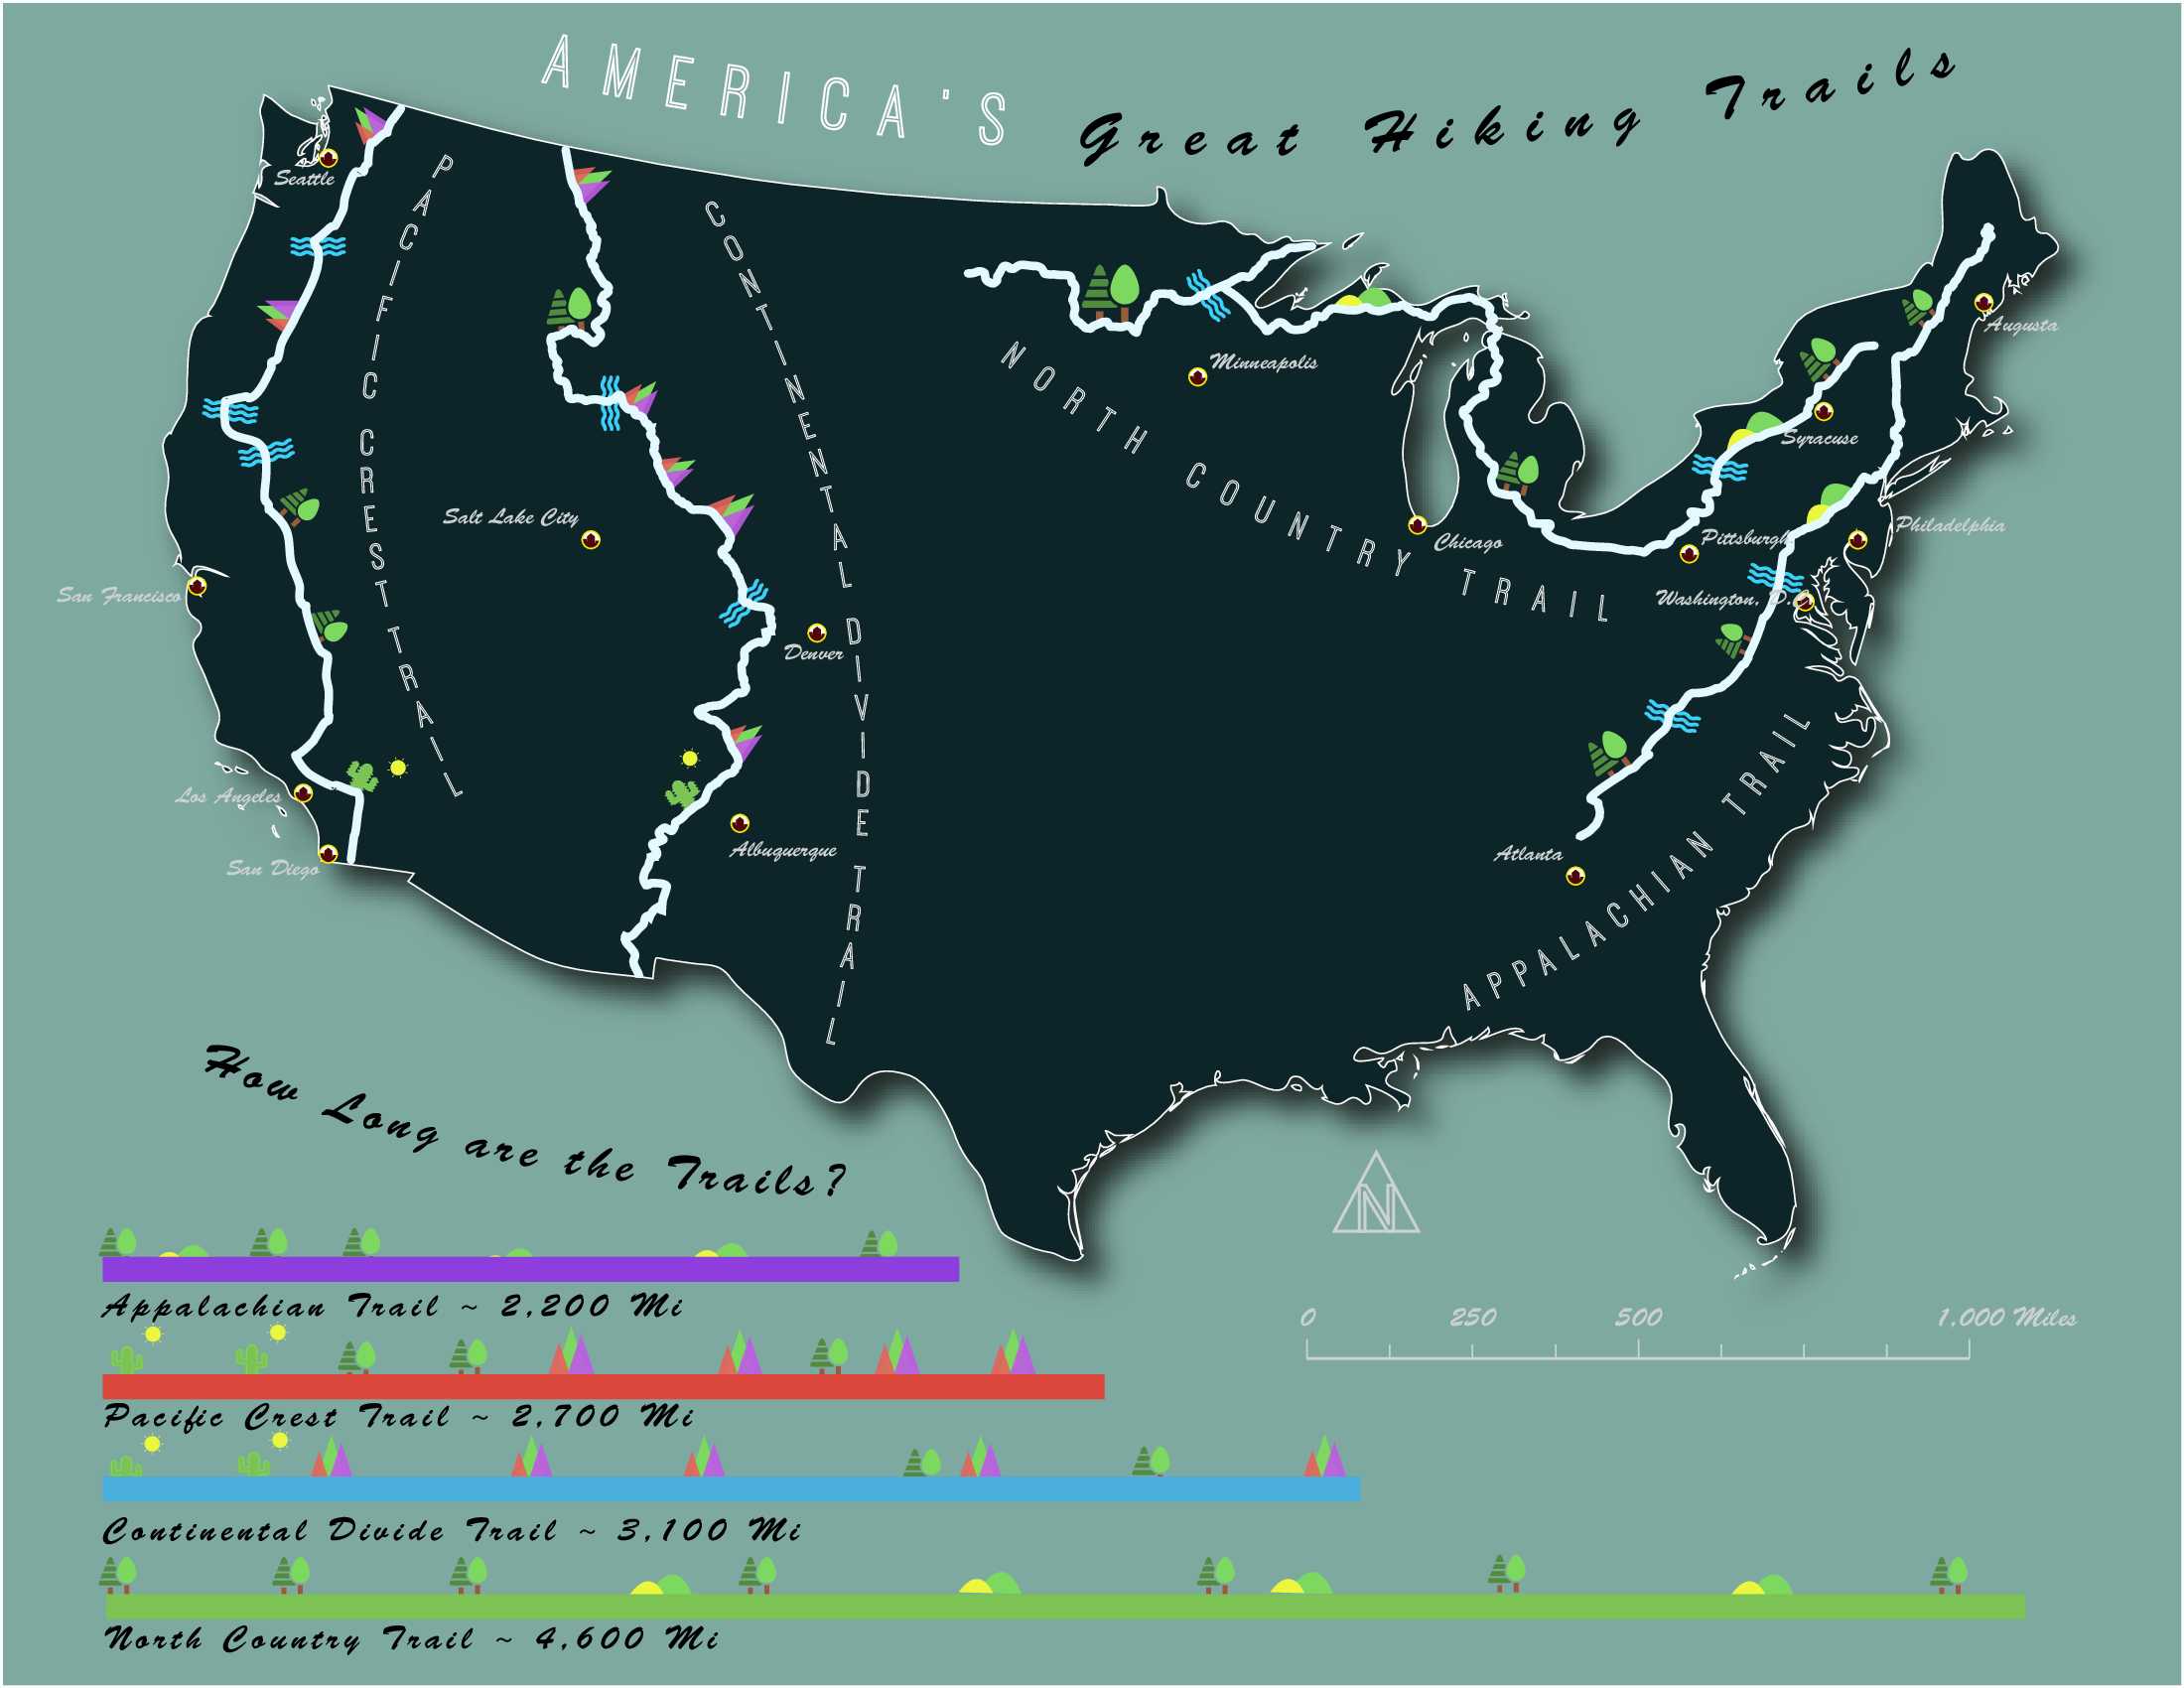 AMERICA'S Great Hiking Trails
Seattle
PACIFIC CREST TRAIL
CONTINENTAL DIVIDE TRAIL
NORTH COUNTRY TRAIL
APPALACHIAN TRAIL
Augusta
Minneapolis
Syracuse
Salt Lake City
Chicago
Philadelphia
Pittsburgh
San Francisco
Washington, D.
Denver
Los Angeles
Albuquerque
Atlanta
San Diego
How Long are the Trails?
N
Appalachian Trail ~ 2,200 Mi
0 250 500 1,000 Miles
Pacific Crest Trail ~ 2,700 Mi
Continental Divide Trail ~ 3,100 Mi
North Country Trail ~ 4,600 Mi